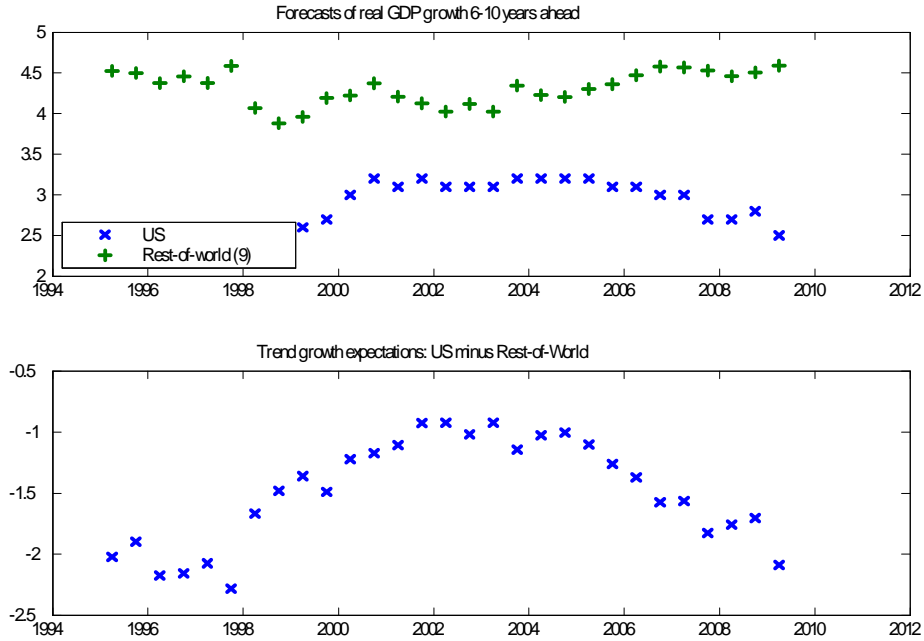 Forecasts of real GDP growth 6-10 years ahead
5
4.5
4
3.5
3
2.5
2
US
Rest-of-world (9)
1994 1996 1998 2000 2002 2004 2006 2008 2010 2012
Trend growth expectations: US minus Rest-of-World
-0.5
-1
-1.5
-2
-2.5
1994 1996 1998 2000 2002 2004 2006 2008 2010 2012